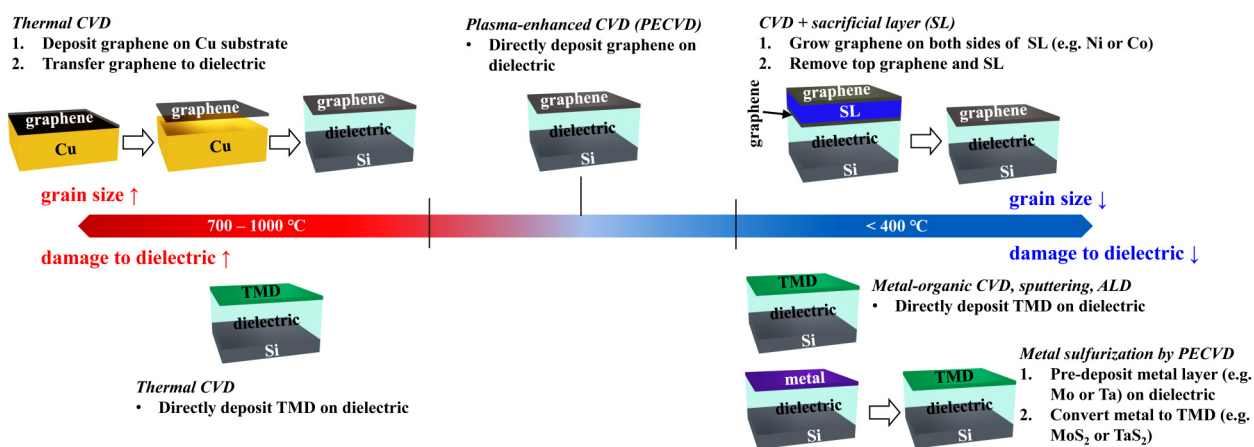 Thermal CVD
1. Deposit graphene on Cu substrate
2. Transfer graphene to dielectric
graphene
Cu
graphene
Cu
graphene
dielectric
Si
Plasma-enhanced CVD (PECVD)
• Directly deposit graphene on
dielectric
graphene
dielectric
Si
CVD + sacrificial layer (SL)
1. Grow graphene on both sides of SL (e.g. Ni or Co)
2. Remove top graphene and SL
graphene
graphene
SL
dielectric
Si
graphene
dielectric
Si
grain size ↑
grain size ↓
700 – 1000 °C
< 400 °C
damage to dielectric ↑
damage to dielectric ↓
TMD
dielectric
Si
Thermal CVD
• Directly deposit TMD on dielectric
TMD
dielectric
Si
Metal-organic CVD, sputtering, ALD
• Directly deposit TMD on dielectric
metal
dielectric
Si
TMD
dielectric
Si
Metal sulfurization by PECVD
1. Pre-deposit metal layer (e.g.
Mo or Ta) on dielectric
2. Convert metal to TMD (e.g.
MoS₂ or TaS₂)